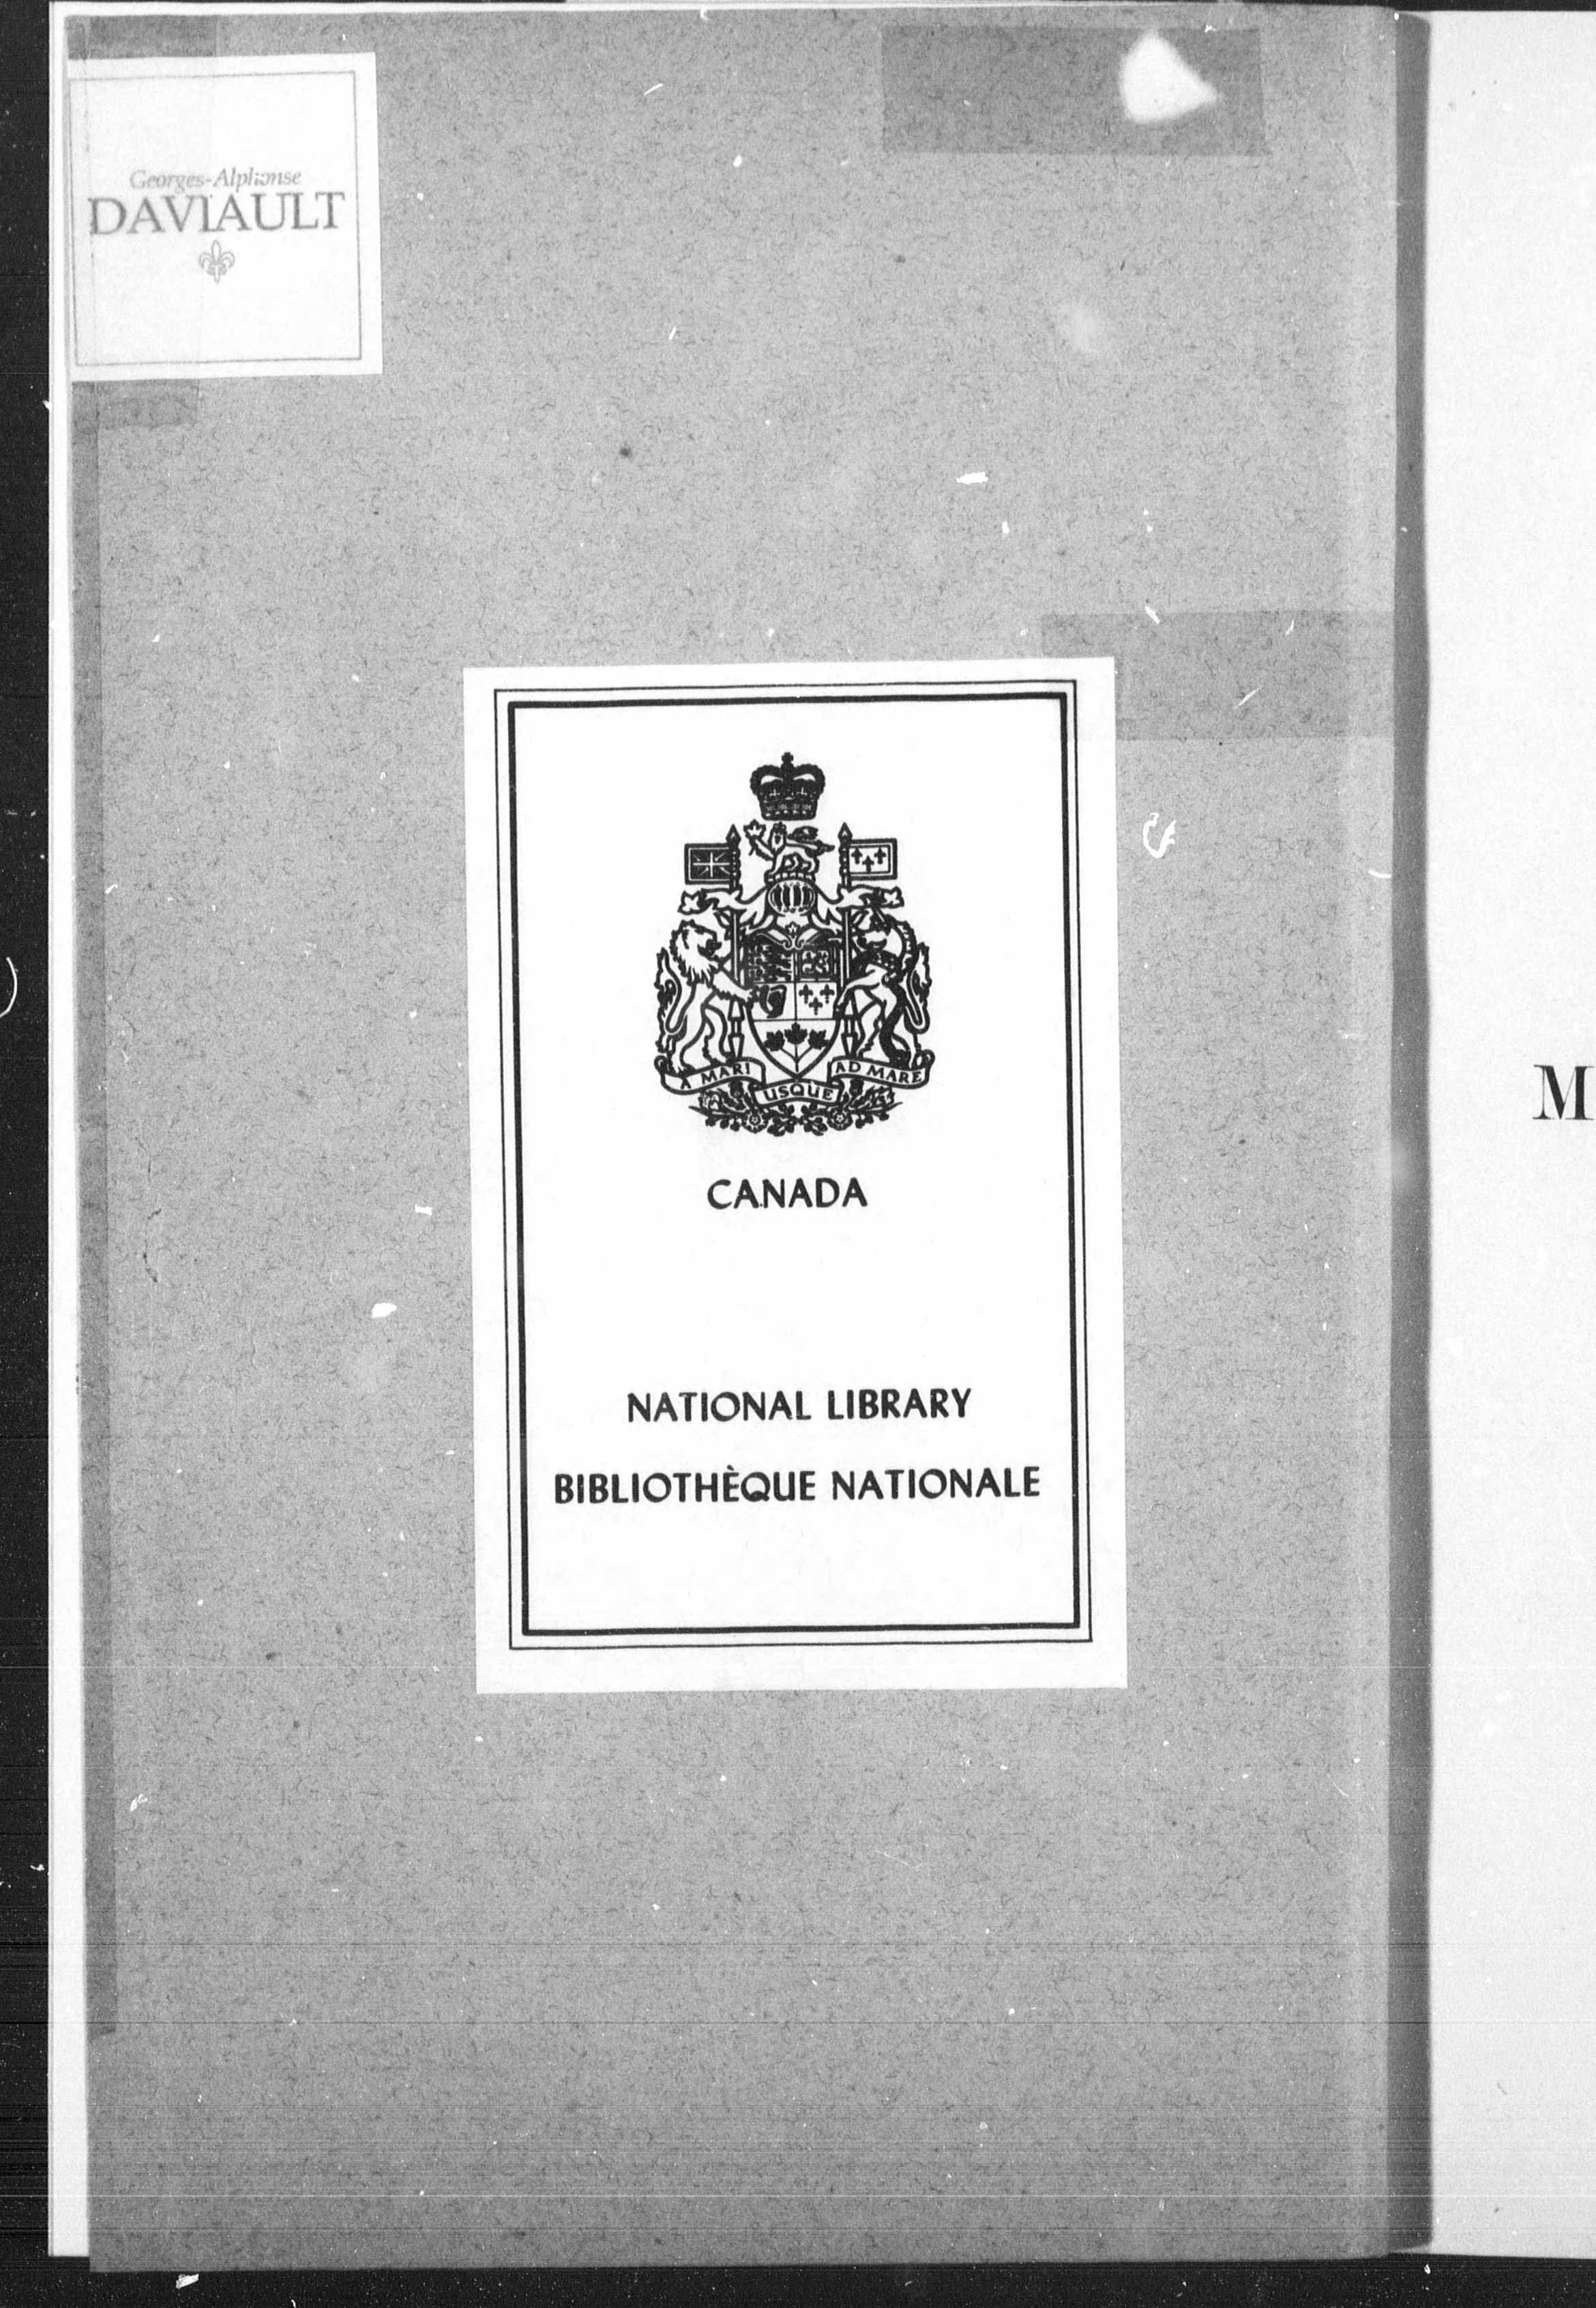 Georges-Alphonse
DAVIAULT
A MARI USQUE AD MARE
CANADA
NATIONAL LIBRARY
BIBLIOTHÈQUE NATIONALE
M